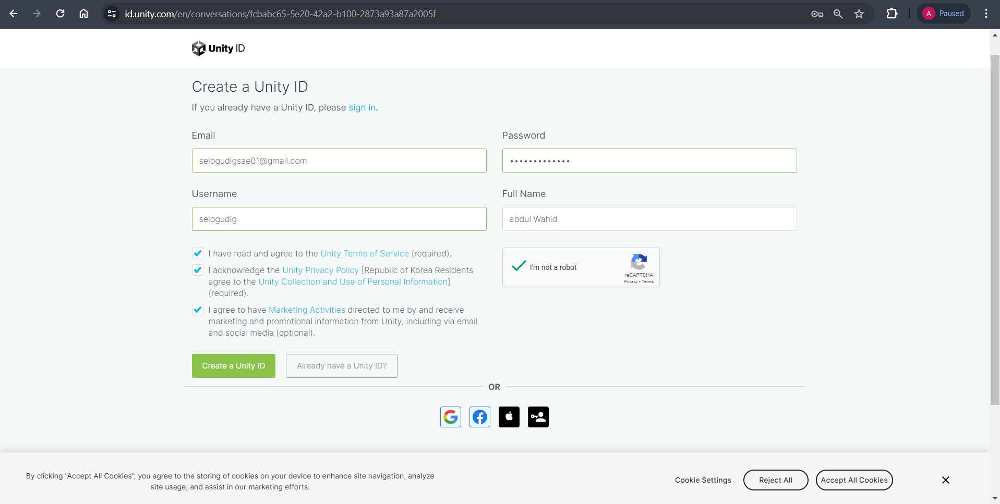 id.unity.com/en/conversations/fcbabc65-5e20-42a2-b100-2873a93a87a2005f
A Paused
Unity ID
Create a Unity ID
If you already have a Unity ID, please sign in.
Email
Password
selogudigsae01@gmail.com
•••••••••••••
Username
Full Name
selogudig
abdul Wahid
I have read and agree to the Unity Terms of Service (required).
I acknowledge the Unity Privacy Policy [Republic of Korea Residents
agree to the Unity Collection and Use of Personal Information]
(required).
I agree to have Marketing Activities directed to me by and receive
marketing and promotional information from Unity, including via email
and social media (optional).
I'm not a robot
reCAPTCHA
Privacy - Terms
Create a Unity ID
Already have a Unity ID?
OR
By clicking “Accept All Cookies”, you agree to the storing of cookies on your device to enhance site navigation, analyze
site usage, and assist in our marketing efforts.
Cookie Settings
Reject All
Accept All Cookies